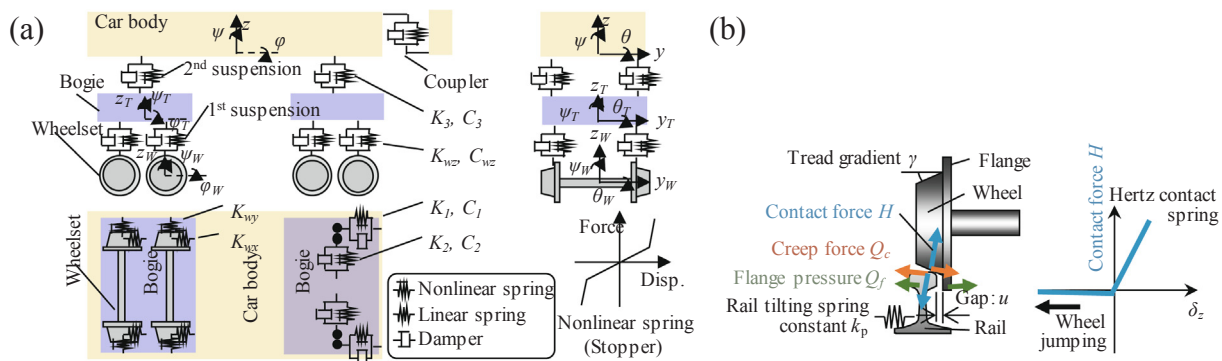 (a)
Car body
z
ψ
φ
2nd suspension
Bogie
z_T
ψ_T
φ_T
1st suspension
Wheelset
z_W
ψ_W
φ_W
Coupler
K_3, C_3
K_wz, C_wz
z
ψ
θ
y
z_T
ψ_T
θ_T
y_T
z_W
ψ_W
θ_W
y_W
Wheelset
Bogie
K_wy
K_wx
Car body
Bogie
K_1, C_1
K_2, C_2
Nonlinear spring
Linear spring
Damper
Force
Disp.
Nonlinear spring
(Stopper)
(b)
Tread gradient γ
Flange
Wheel
Contact force H
Creep force Q_c
Flange pressure Q_f
Gap: u
Rail tilting spring
constant k_p
Rail
Contact force H
Hertz contact
spring
δ_z
Wheel
jumping